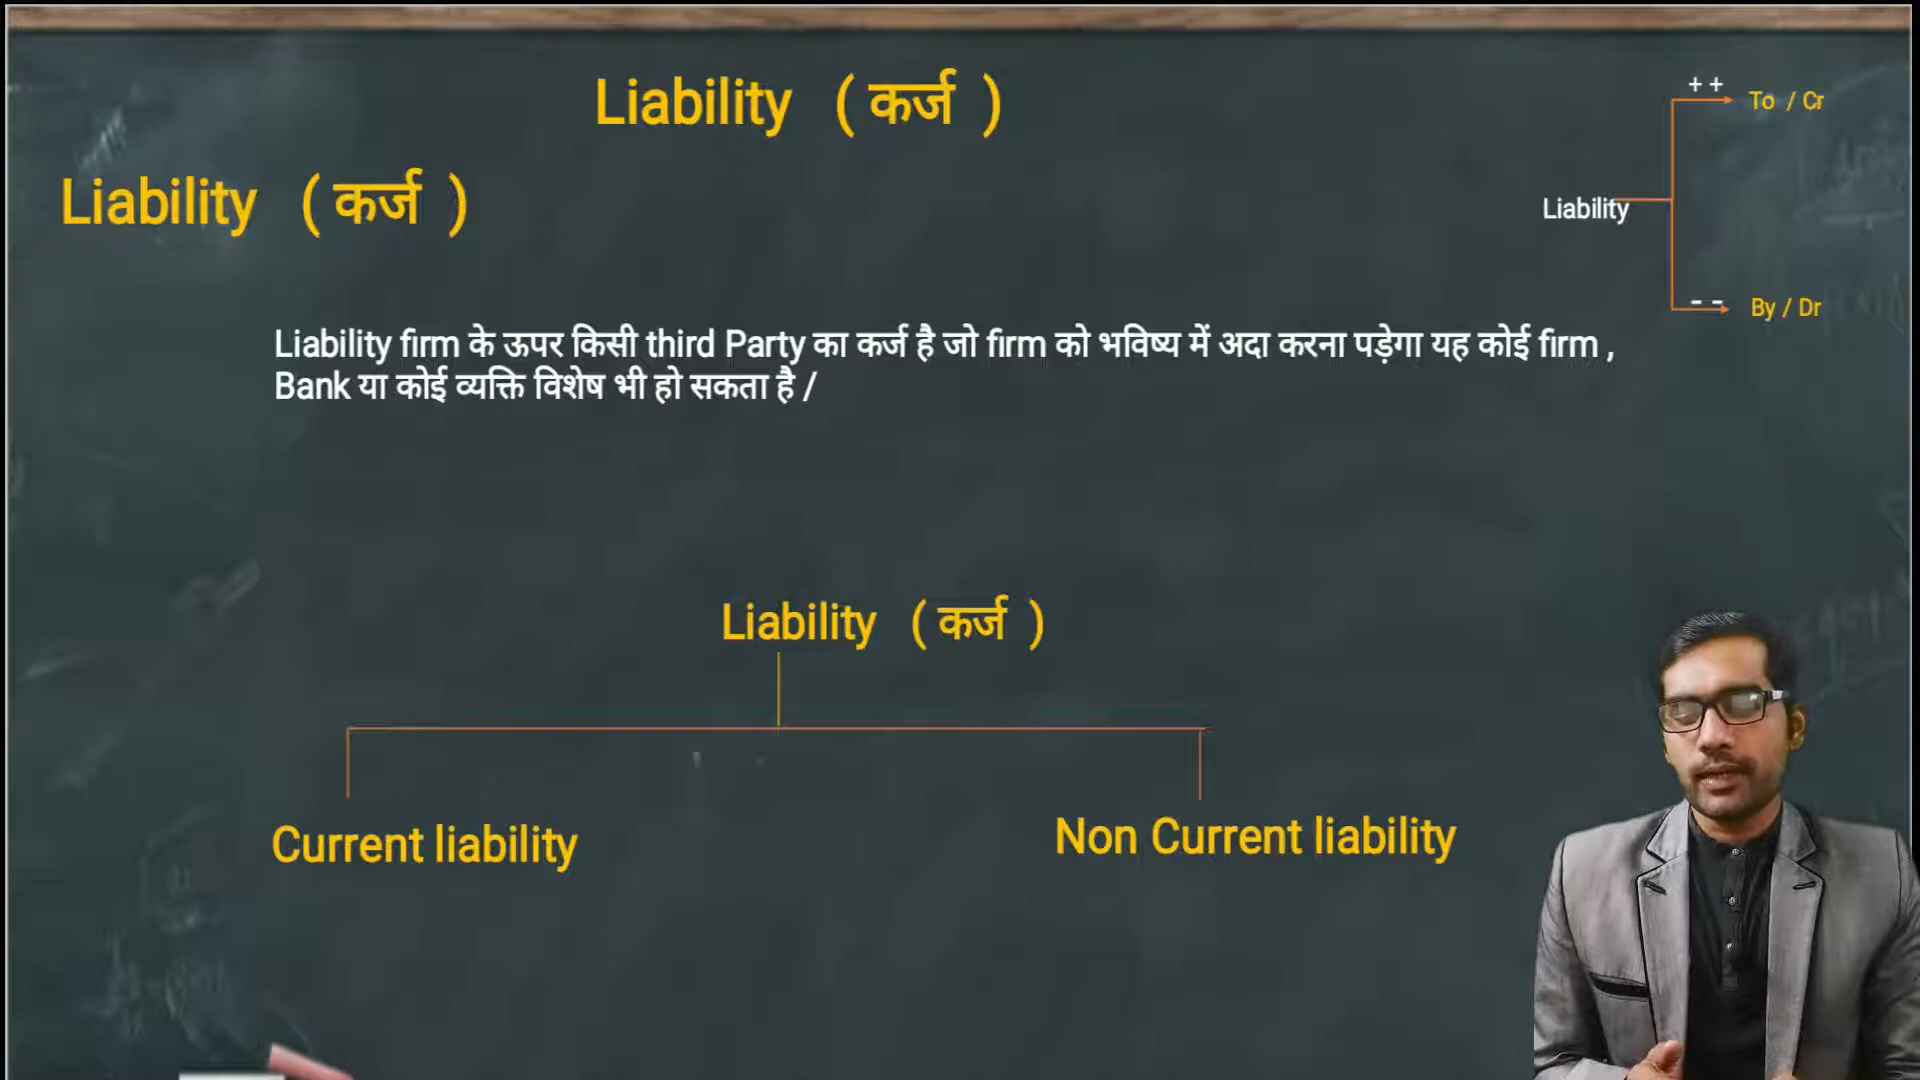 Liability ( कर्ज )
+ +
To / Cr
Liability ( कर्ज )
Liability
- -
By / Dr
Liability firm के ऊपर किसी third Party का कर्ज है जो firm को भविष्य में अदा करना पड़ेगा यह कोई firm ,
Bank या कोई व्यक्ति विशेष भी हो सकता है /
Liability ( कर्ज )
Current liability
Non Current liability